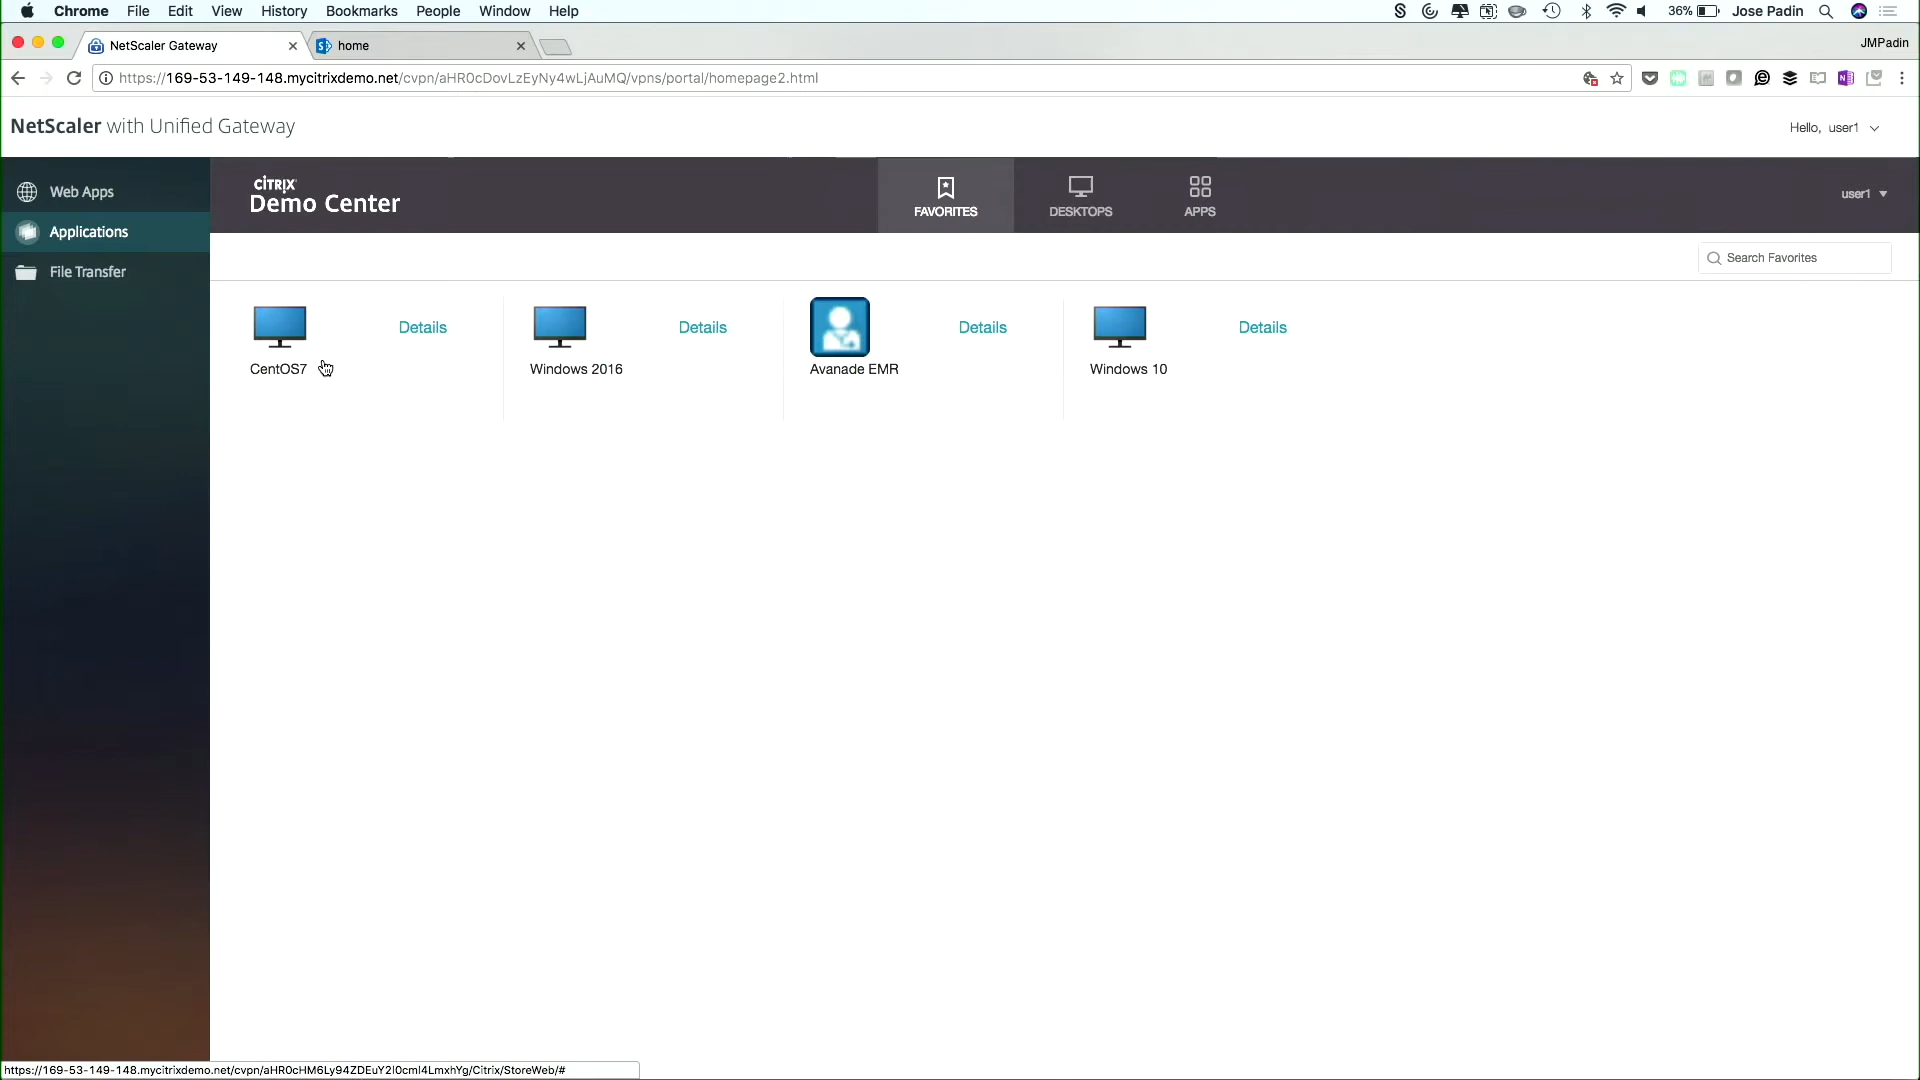 Chrome File Edit View History Bookmarks People Window Help 36% Jose Padin
NetScaler Gateway home JMPadin
https://169-53-149-148.mycitrixdemo.net/cvpn/aHR0cDovLzEyNy4wLjAuMQ/vpns/portal/homepage2.html
NetScaler with Unified Gateway Hello, user1
Web Apps
Applications
File Transfer
CITRIX
Demo Center
FAVORITES DESKTOPS APPS user1
Search Favorites
Details Details Details Details
CentOS7 Windows 2016 Avanade EMR Windows 10
https://169-53-149-148.mycitrixdemo.net/cvpn/aHR0cHM6Ly94ZDEuY2l0cml4LmxhYg/Citrix/StoreWeb/#